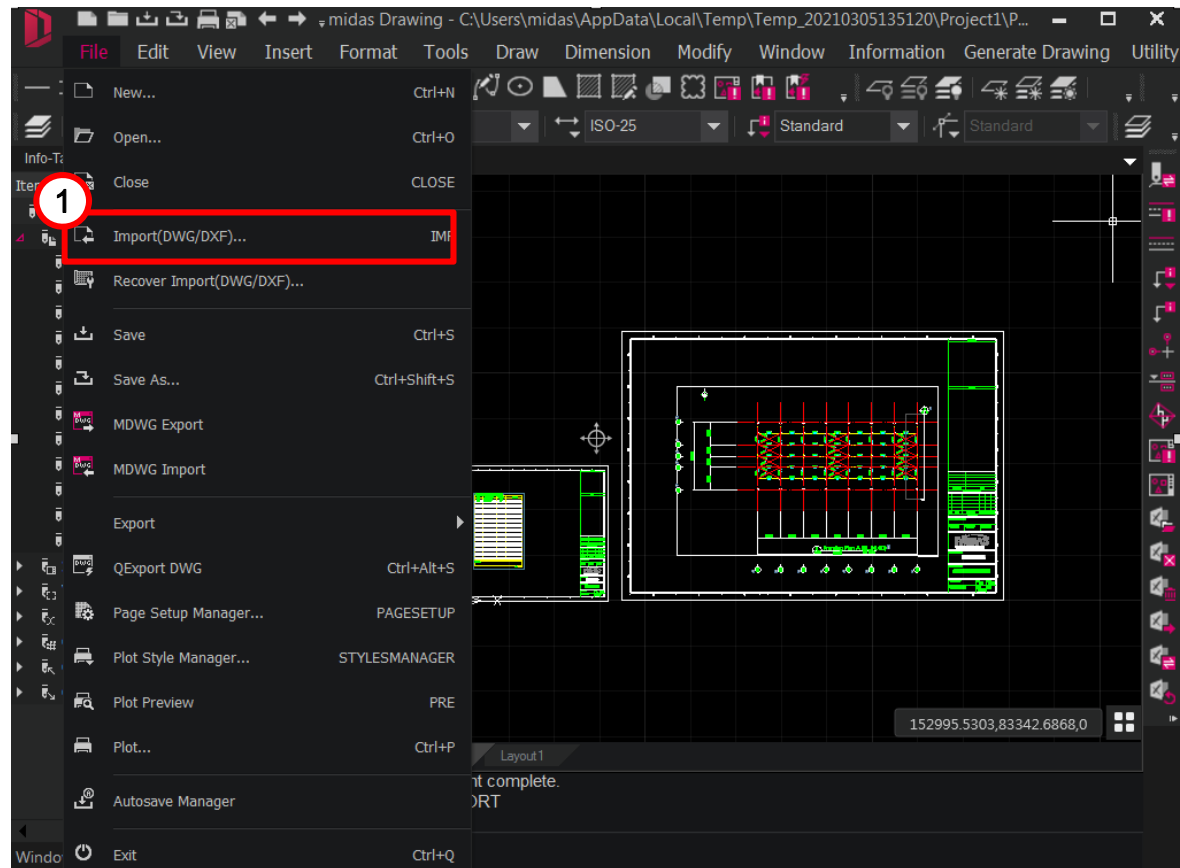 midas Drawing - C:\Users\midas\AppData\Local\Temp\Temp_20210305135120\Project1\P...
File Edit View Insert Format Tools Draw Dimension Modify Window Information Generate Drawing Utility
ISO-25 Standard Standard
Info-Ta
Ite
1
New... Ctrl+N
Open... Ctrl+O
Close CLOSE
Import(DWG/DXF)... IMP
Recover Import(DWG/DXF)...
Save Ctrl+S
Save As... Ctrl+Shift+S
MDWG Export
MDWG Import
Export
QExport DWG Ctrl+Alt+S
Page Setup Manager... PAGESETUP
Plot Style Manager... STYLESMANAGER
Plot Preview PRE
Plot... Ctrl+P
Autosave Manager
Exit Ctrl+Q
152995.5303,83342.6868,0
Layout1
nt complete.
ORT
Windo